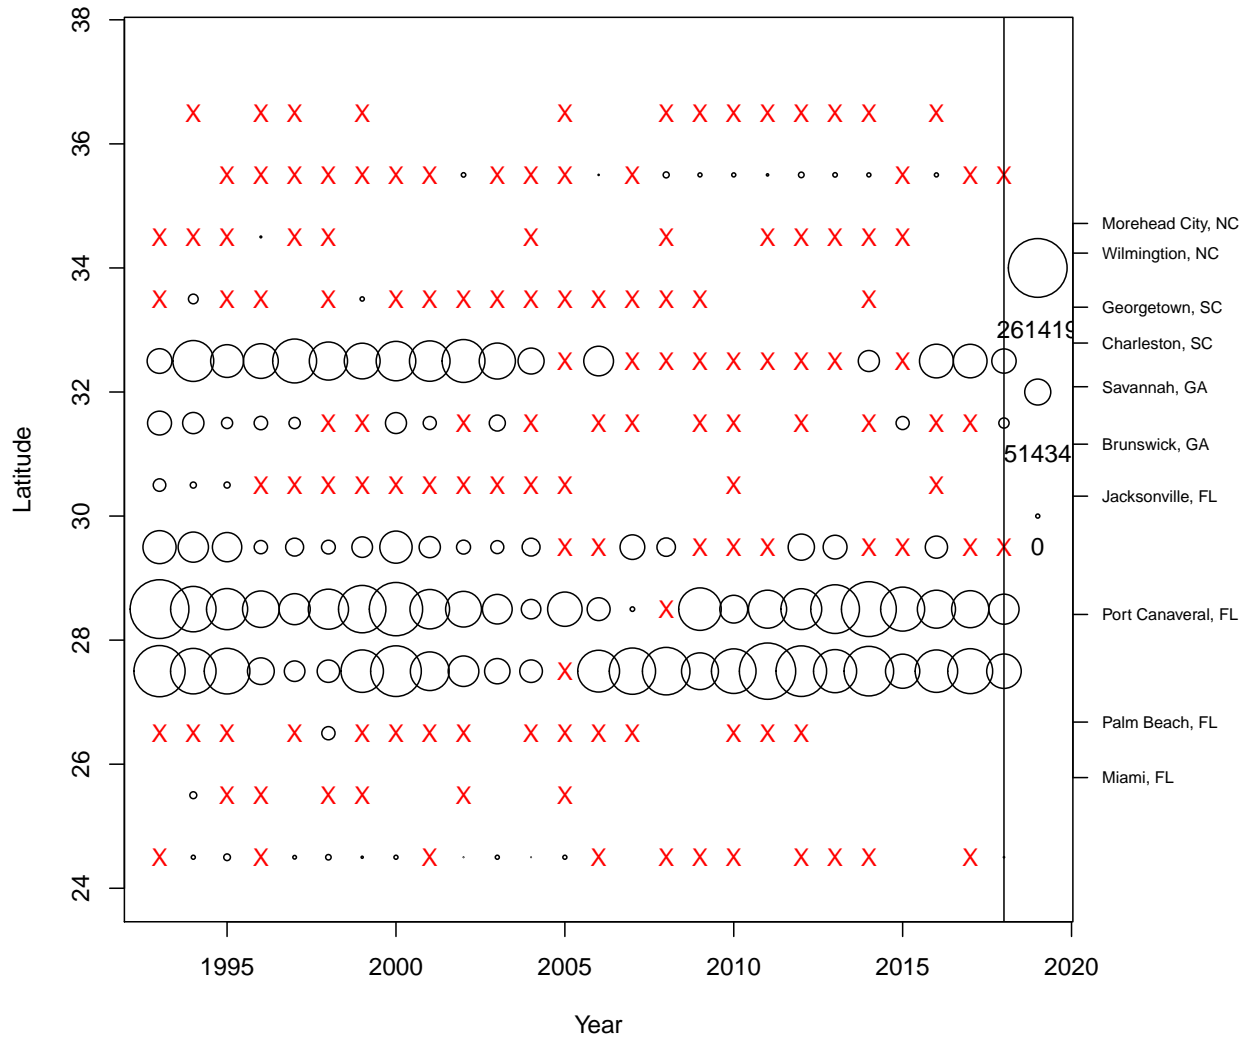 38
36
34
32
30
28
26
24
Latitude
1995
2000
2005
2010
2015
2020
Year
Morehead City, NC
Wilmington, NC
Georgetown, SC
Charleston, SC
Savannah, GA
Brunswick, GA
Jacksonville, FL
Port Canaveral, FL
Palm Beach, FL
Miami, FL
261419
51434
0
X X X X X X X X X X X X X
X X X X X X X X X X X X X X
X X X X X X X X X X X X
X X X X X X X X X X X X X X X
X X X X X X X X X
X X X X X X X X X X X X
X X X X X X X X X X X X
X X X X X X X X X
X
X
X X X X X X X X X X X X X X X X
X X X X X X
X X X X X X X X X X X